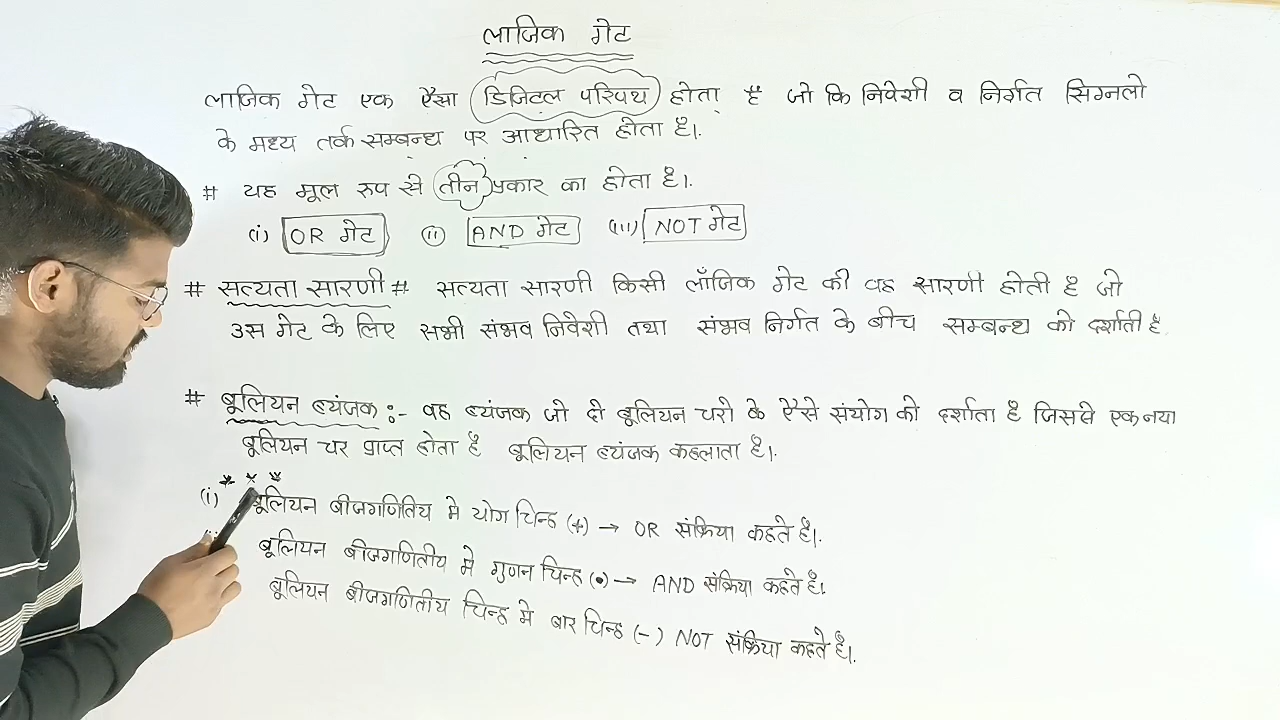 लाजिक गेट
लाजिक गेट एक ऐसा डिजिटल परिपथ होता है जो कि निवेशी व निर्गत सिग्नलो
के मध्य तर्क सम्बन्ध पर आधारित होता है।
# यह मूल रुप से तीन प्रकार का होता है।
(i) OR गेट (ii) AND गेट (iii) NOT गेट
# सत्यता सारणी # सत्यता सारणी किसी लॉजिक गेट की वह सारणी होती है जो
उस गेट के लिए सभी संभव निवेशी तथा संभव निर्गत के बीच सम्बन्ध को दर्शाती है
# बूलियन व्यंजक :- वह व्यंजक जो दो बूलियन चरो के ऐसे संयोग को दर्शाता है जिससे एक नया
बूलियन चर प्राप्त होता है बूलियन व्यंजक कहलाता है।
(i) बूलियन बीजगणितिय मे योग चिन्ह (+) → OR संक्रिया कहते है।
बूलियन बीजगणितीय मे गुणन चिन्ह (•) → AND संक्रिया कहते है।
बूलियन बीजगणितीय चिन्ह मे बार चिन्ह (-) NOT संक्रिया कहते है।